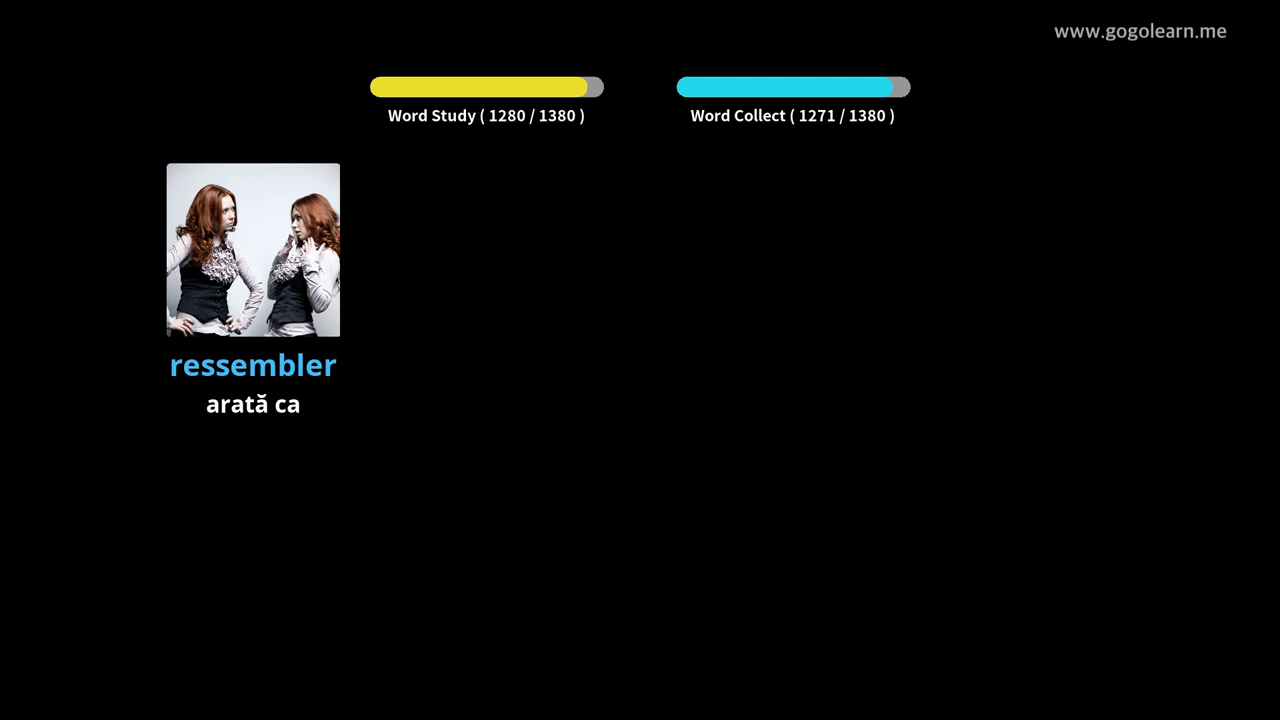 www.gogolearn.me
Word Study ( 1280 / 1380 )
Word Collect ( 1271 / 1380 )
ressembler
arată ca